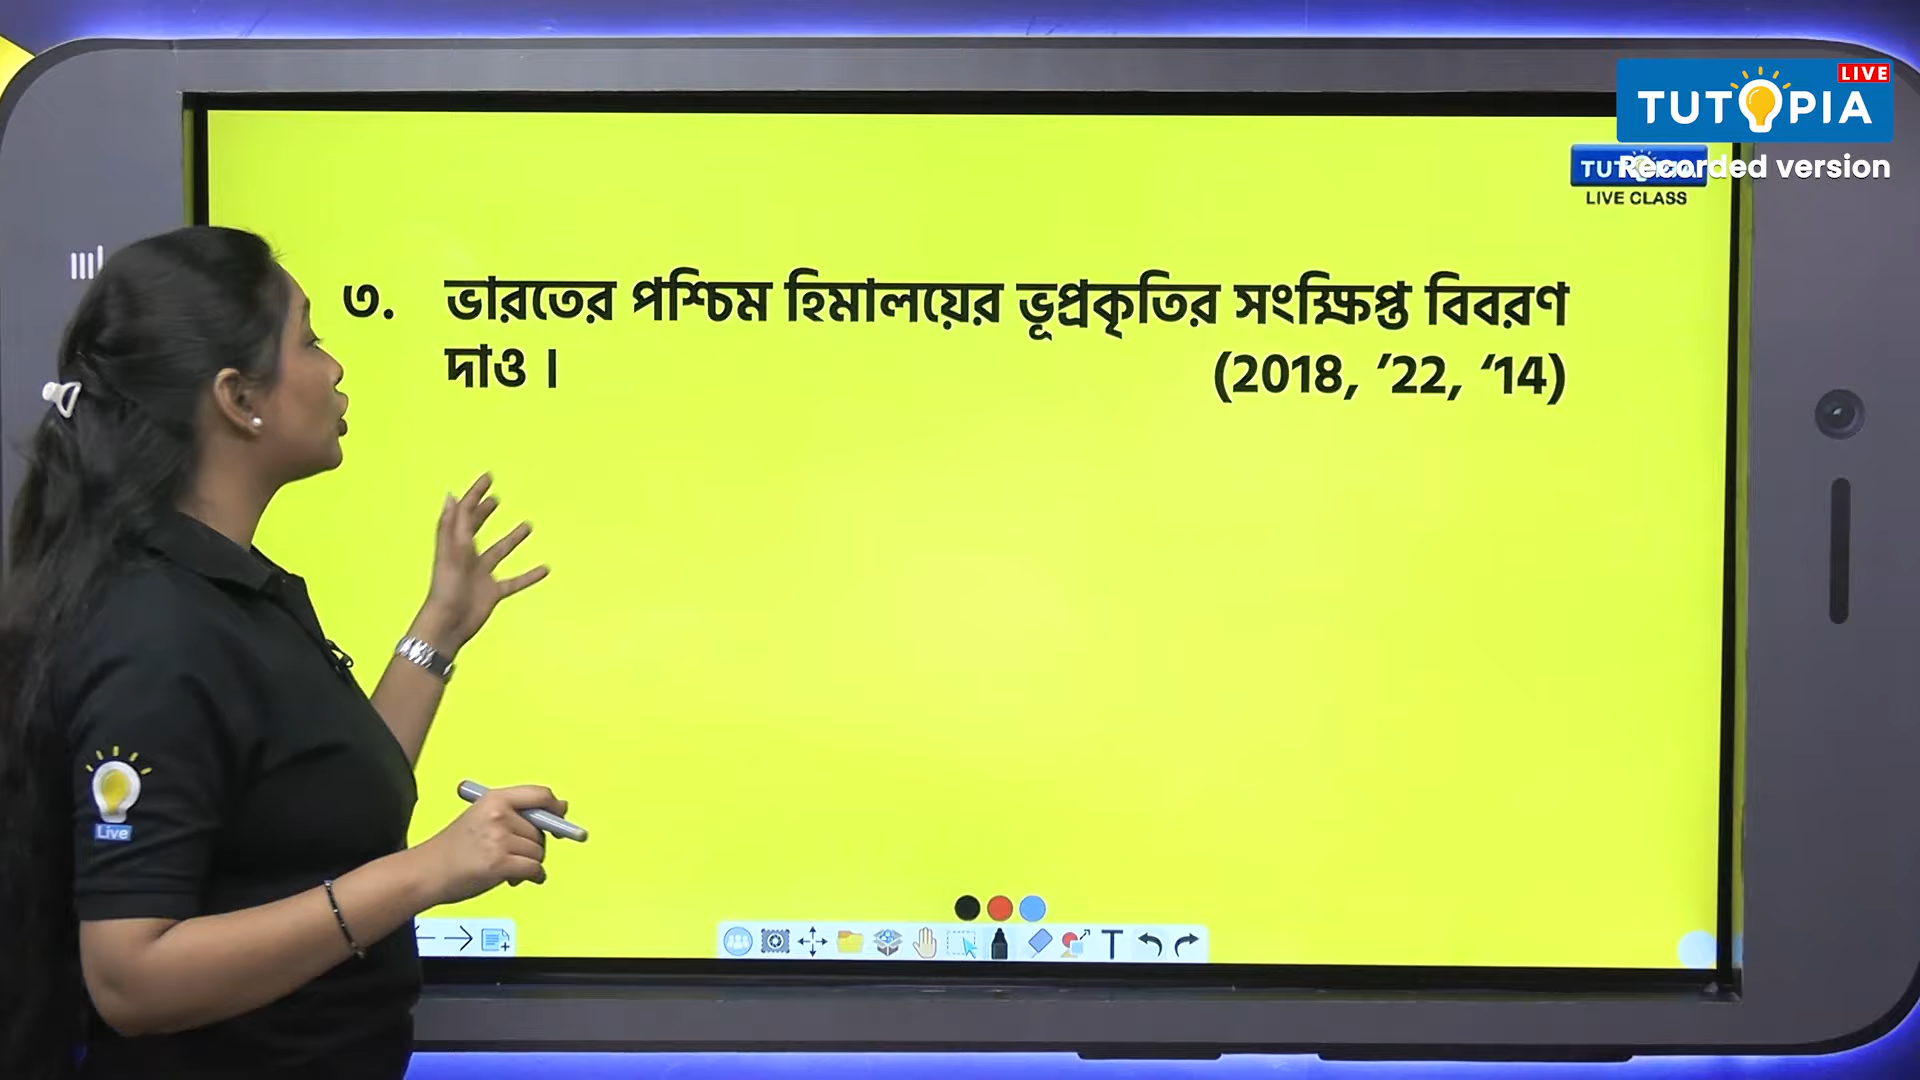 LIVE
TUTOPIA
Recorded version
LIVE CLASS
৩. ভারতের পশ্চিম হিমালয়ের ভূপ্রকৃতির সংক্ষিপ্ত বিবরণ
দাও । (2018, ’22, ‘14)
Live
T